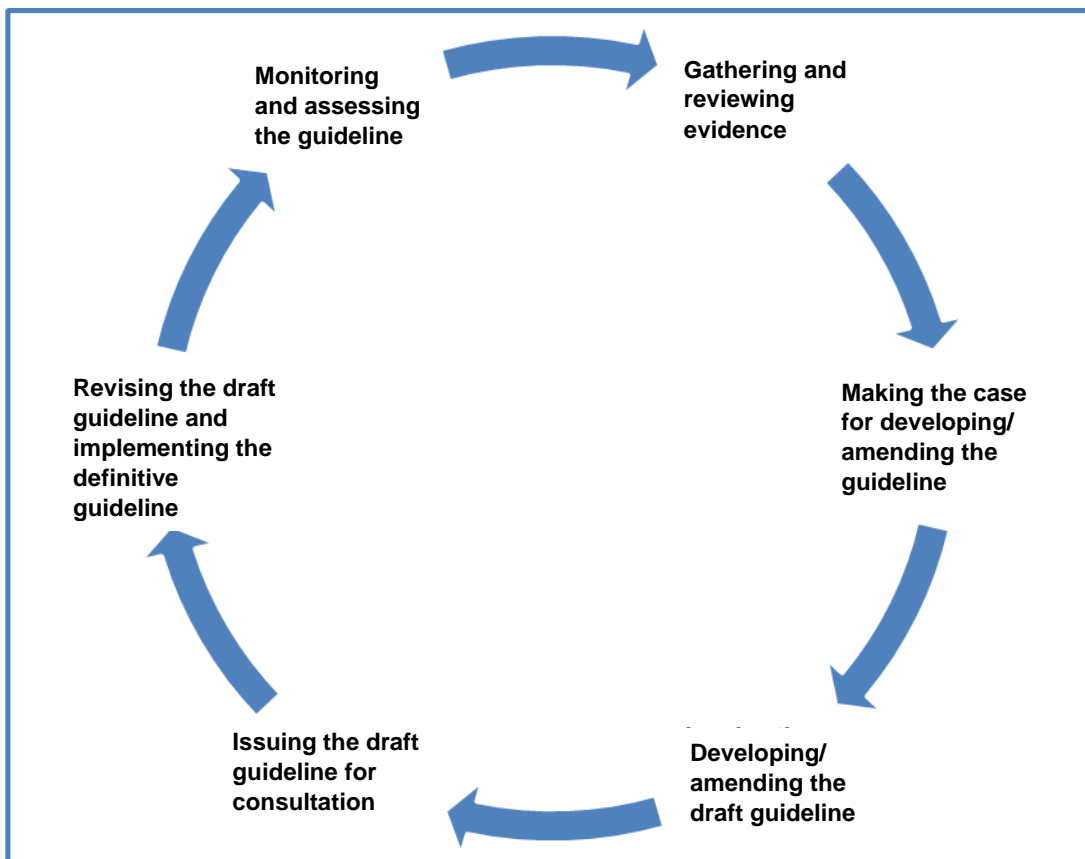 Monitoring
and assessing
the guideline
Gathering and
reviewing
evidence
Making the case
for developing/
amending the
guideline
Developing/
amending the
draft guideline
Issuing the draft
guideline for
consultation
Revising the draft
guideline and
implementing the
definitive
guideline